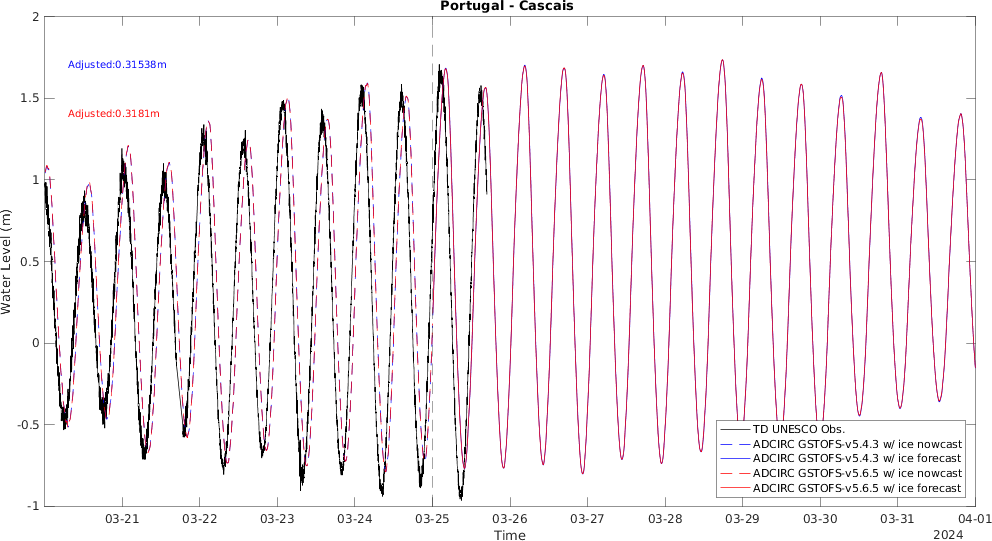 Portugal - Cascais
2
1.5
1
0.5
0
-0.5
-1
Water Level (m)
Adjusted:0.31538m
Adjusted:0.3181m
TD UNESCO Obs.
ADCIRC GSTOFS-v5.4.3 w/ ice nowcast
ADCIRC GSTOFS-v5.4.3 w/ ice forecast
ADCIRC GSTOFS-v5.6.5 w/ ice nowcast
ADCIRC GSTOFS-v5.6.5 w/ ice forecast
03-21 03-22 03-23 03-24 03-25 03-26 03-27 03-28 03-29 03-30 03-31 04-01
Time
2024